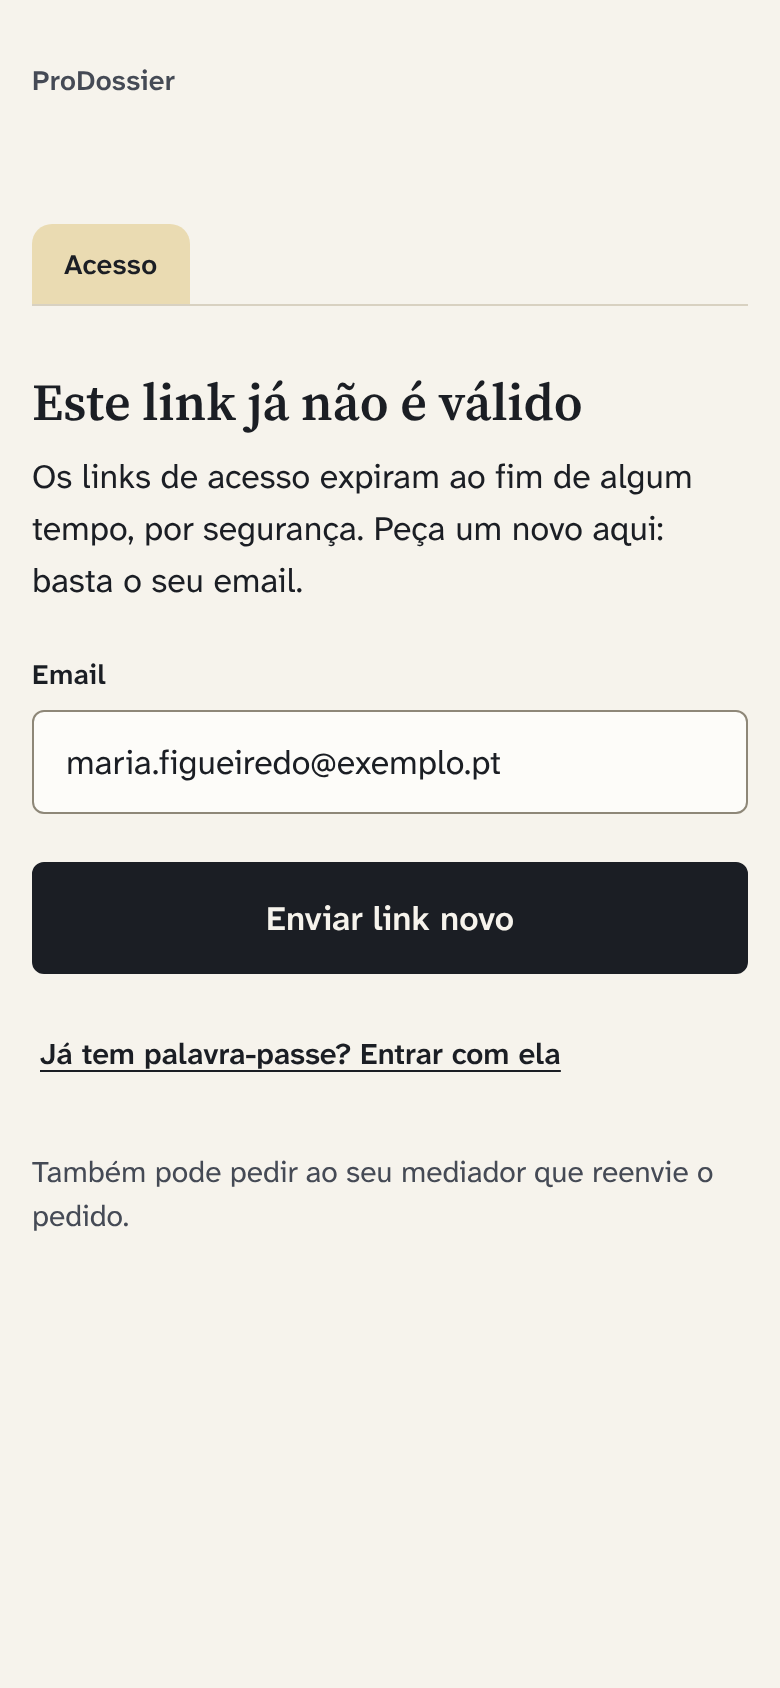 ProDossier
Acesso
Este link já não é válido
Os links de acesso expiram ao fim de algum
tempo, por segurança. Peça um novo aqui:
basta o seu email.
Email
maria.figueiredo@exemplo.pt
Enviar link novo
Já tem palavra-passe? Entrar com ela
Também pode pedir ao seu mediador que reenvie o
pedido.